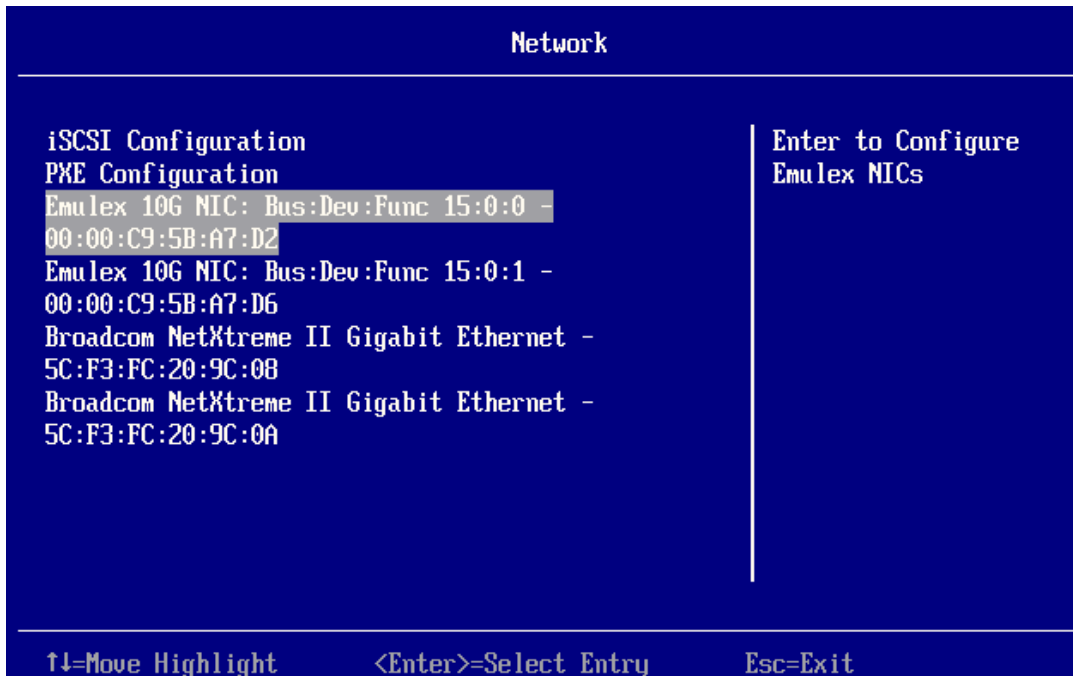 Network
iSCSI Configuration
PXE Configuration
Emulex 10G NIC: Bus:Dev:Func 15:0:0 -
00:00:C9:5B:A7:D2
Emulex 10G NIC: Bus:Dev:Func 15:0:1 -
00:00:C9:5B:A7:D6
Broadcom NetXtreme II Gigabit Ethernet -
5C:F3:FC:20:9C:08
Broadcom NetXtreme II Gigabit Ethernet -
5C:F3:FC:20:9C:0A
Enter to Configure
Emulex NICs
↑↓=Move Highlight <Enter>=Select Entry Esc=Exit